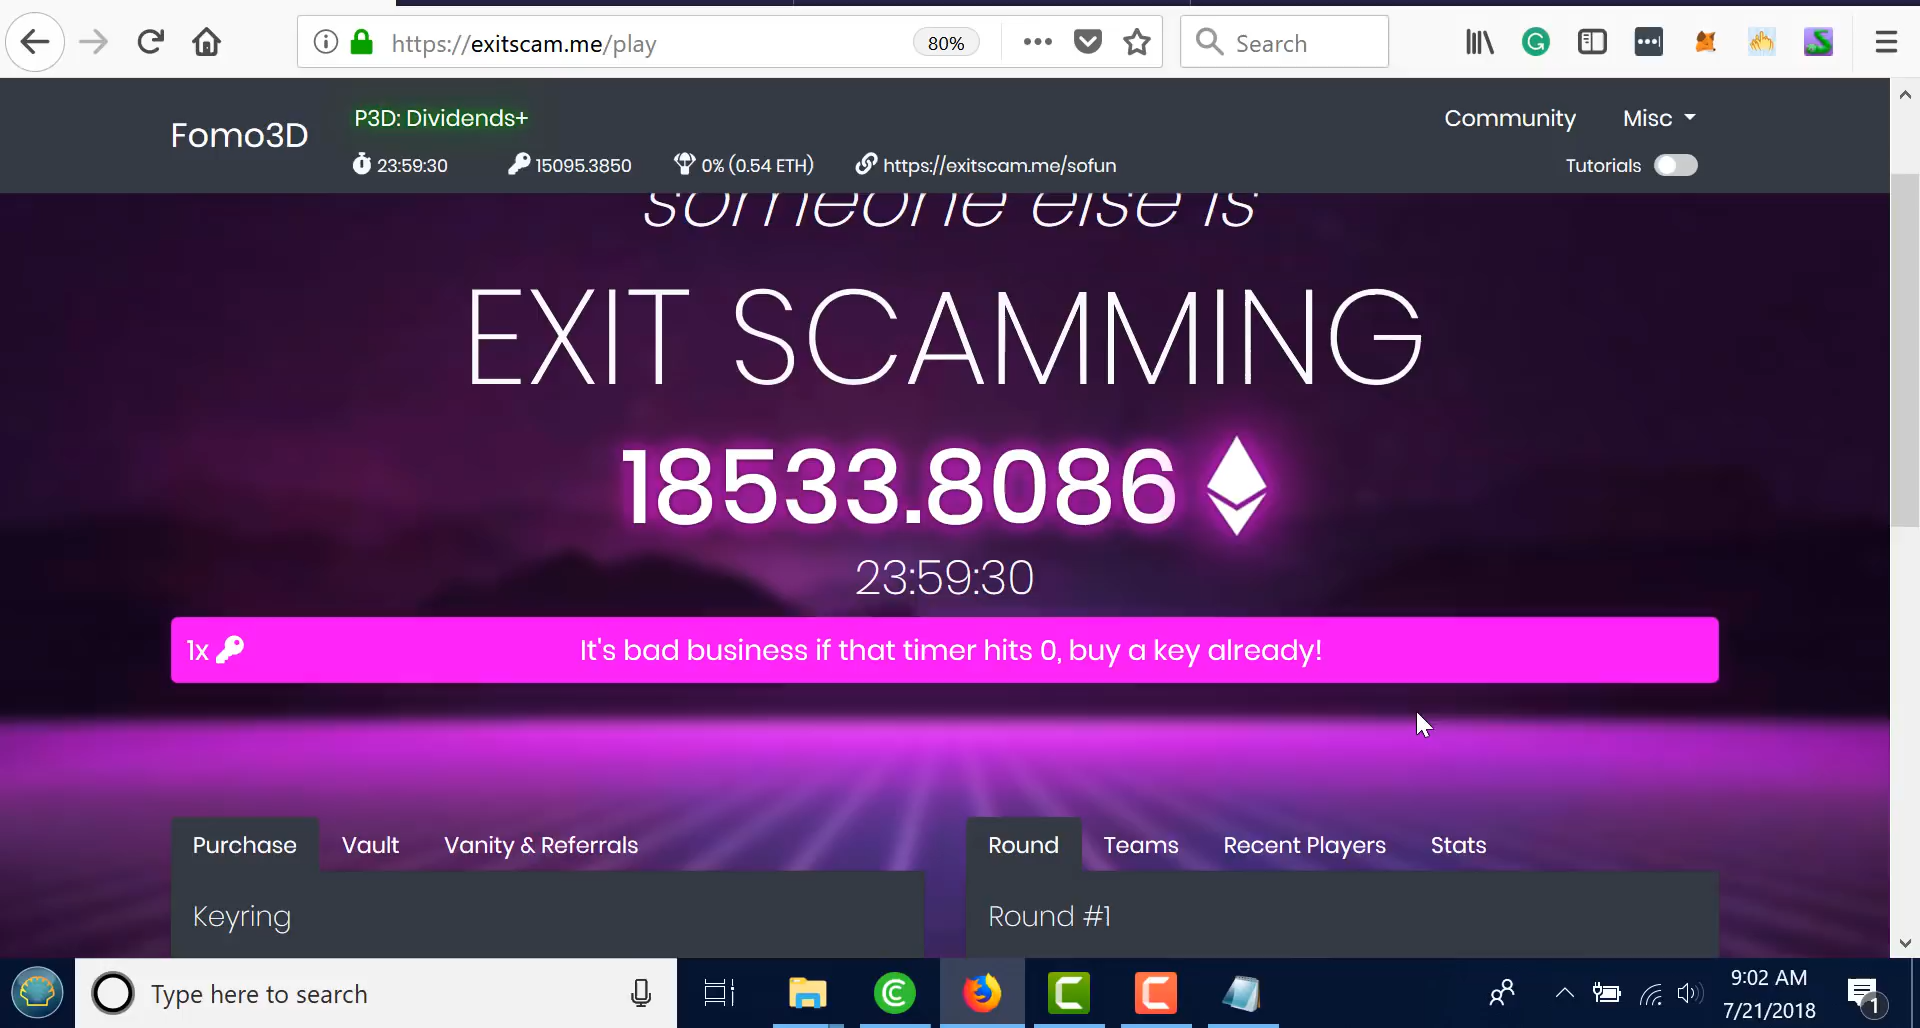 https://exitscam.me/play
80%
Search
Fomo3D
P3D: Dividends+
Community
Misc
23:59:30
15095.3850
0% (0.54 ETH)
https://exitscam.me/sofun
Tutorials
someone else is
EXIT SCAMMING
18533.8086
23:59:30
1x
It's bad business if that timer hits 0, buy a key already!
Purchase
Vault
Vanity & Referrals
Round
Teams
Recent Players
Stats
Keyring
Round #1
Type here to search
9:02 AM
7/21/2018
1